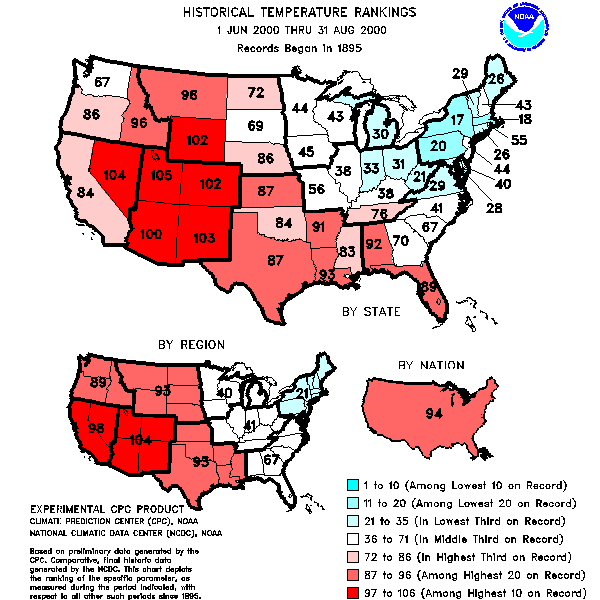 HISTORICAL TEMPERATURE RANKINGS
1 JUN 2000 THRU 31 AUG 2000
Records Began in 1895
NOAA
67
98
72
44
29
26
86
96
69
43
30
17
43
18
102
20
55
104
105
102
86
45
38
33
31
26
84
87
56
38
21
29
44
40
100
103
84
91
76
41
28
87
93
83
92
70
67
89
BY STATE
BY REGION
89
93
40
21
98
104
41
93
67
BY NATION
94
1 to 10 (Among Lowest 10 on Record)
11 to 20 (Among Lowest 20 on Record)
21 to 35 (In Lowest Third on Record)
36 to 71 (In Middle Third on Record)
72 to 86 (In Highest Third on Record)
87 to 96 (Among Highest 20 on Record)
97 to 106 (Among Highest 10 on Record)
EXPERIMENTAL CPC PRODUCT
CLIMATE PREDICTION CENTER (CPC), NOAA
NATIONAL CLIMATIC DATA CENTER (NCDC), NOAA
Based on preliminary data generated by the
CPC. Comparative, final historic data
generated by the NCDC. This chart depicts
the ranking of the specific parameter, as
measured during the period indicated, with
respect to all other such periods since 1895.